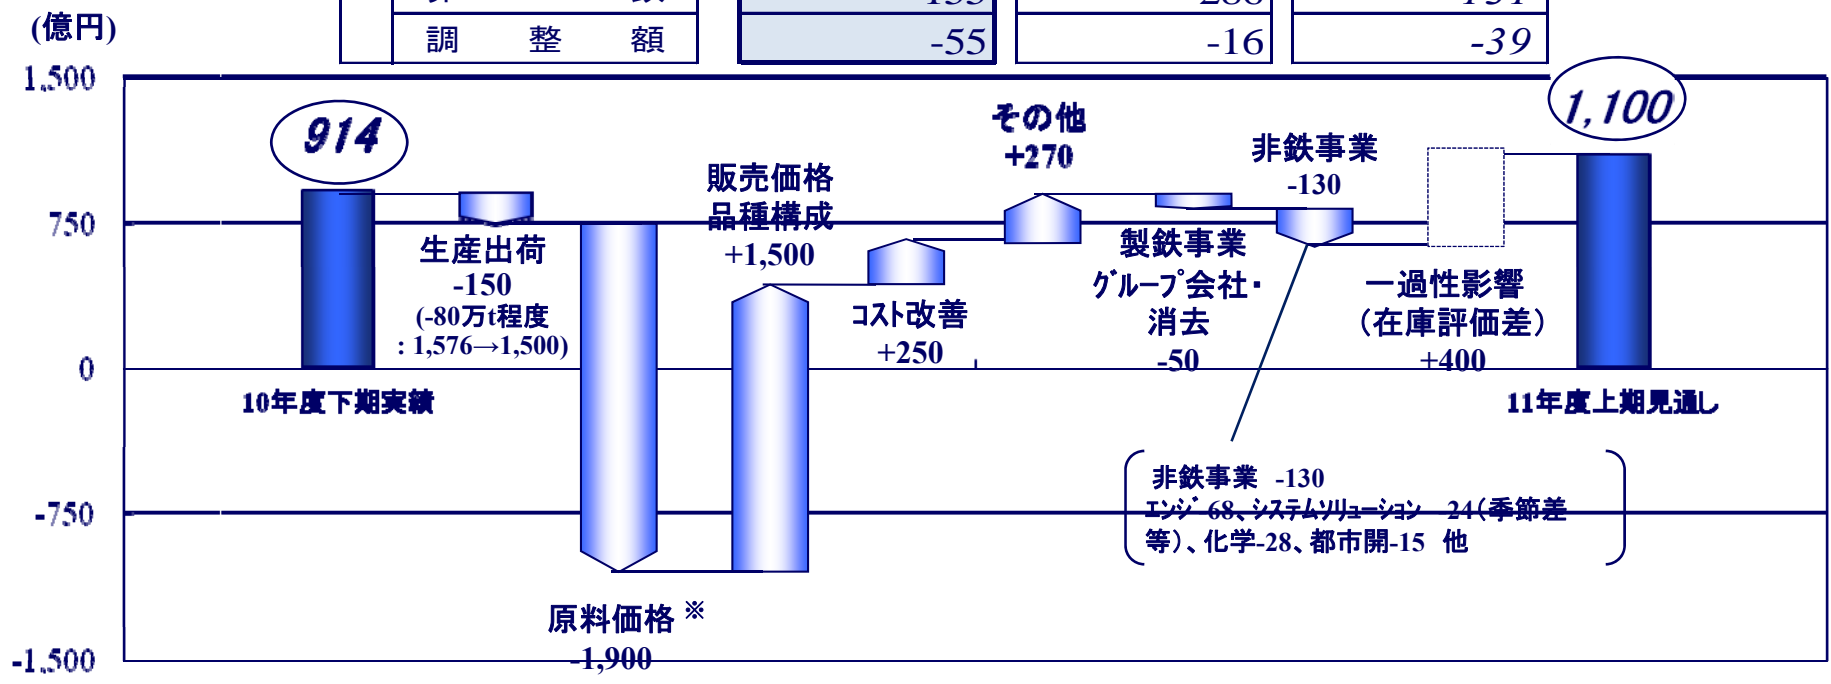 (億円)
調整額 -55 -16 -39
1,500
750
0
-750
-1,500
914
10年度下期実績
生産出荷
-150
(-80万t程度
: 1,576→1,500)
原料価格※
-1,900
販売価格
品種構成
+1,500
コスト改善
+250
その他
+270
製鉄事業
グループ会社・
消去
-50
非鉄事業
-130
一過性影響
（在庫評価差）
+400
1,100
11年度上期見通し
非鉄事業 -130
エンジ-68、システムソリューション -24（季節差
等）、化学-28、都市開-15 他